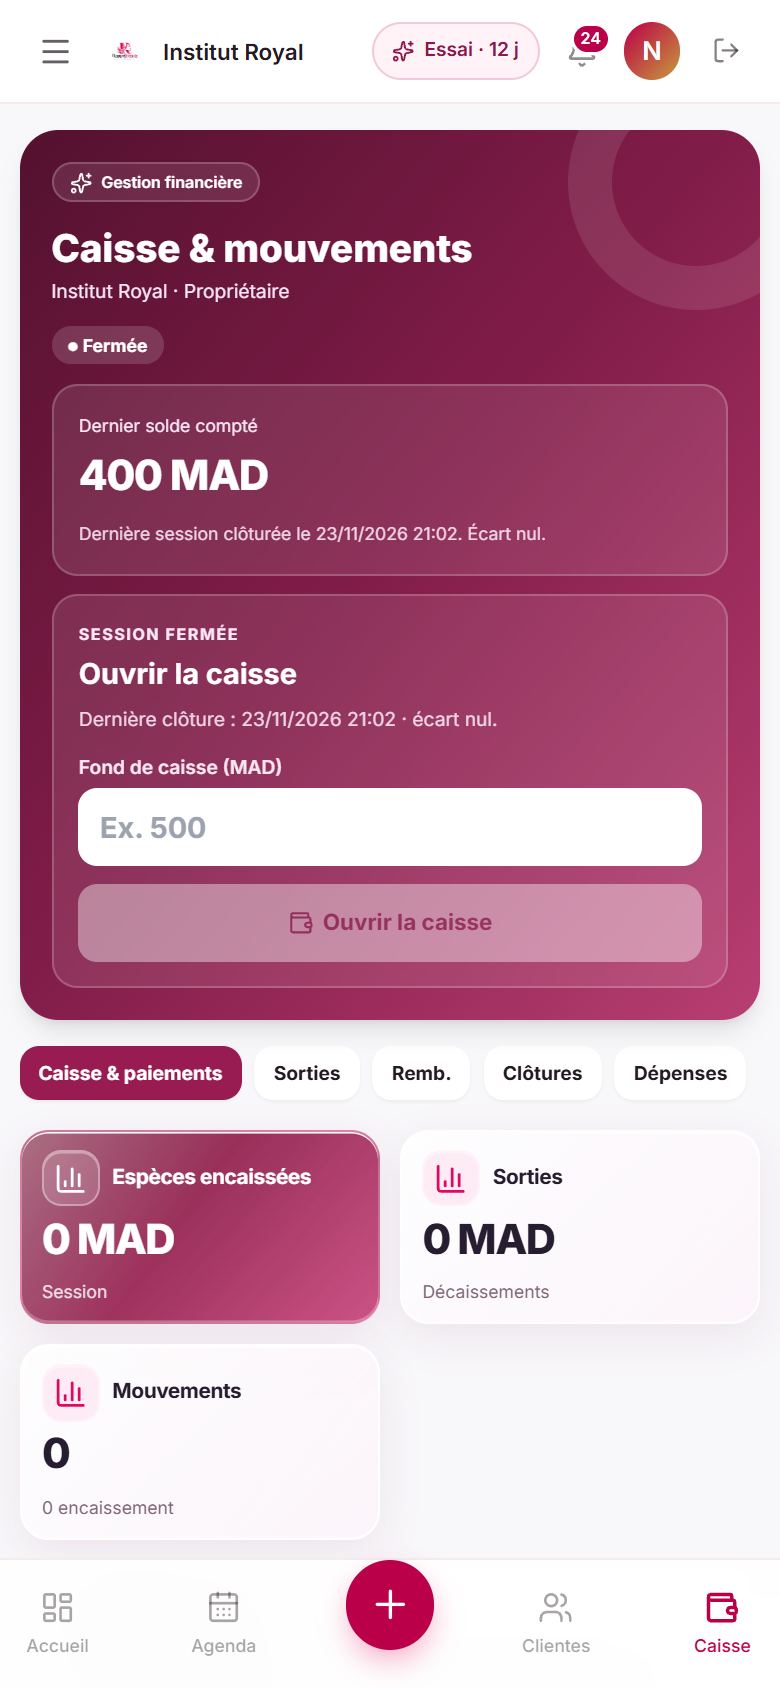 Institut Royal
Essai · 12 j
24
N
Gestion financière
Caisse & mouvements
Institut Royal · Propriétaire
Fermée
Dernier solde compté
400 MAD
Dernière session clôturée le 23/11/2026 21:02. Écart nul.
SESSION FERMÉE
Ouvrir la caisse
Dernière clôture : 23/11/2026 21:02 · écart nul.
Fond de caisse (MAD)
Ex. 500
Ouvrir la caisse
Caisse & paiements
Sorties
Remb.
Clôtures
Dépenses
Espèces encaissées
0 MAD
Session
Sorties
0 MAD
Décaissements
Mouvements
0
0 encaissement
Accueil
Agenda
Clientes
Caisse